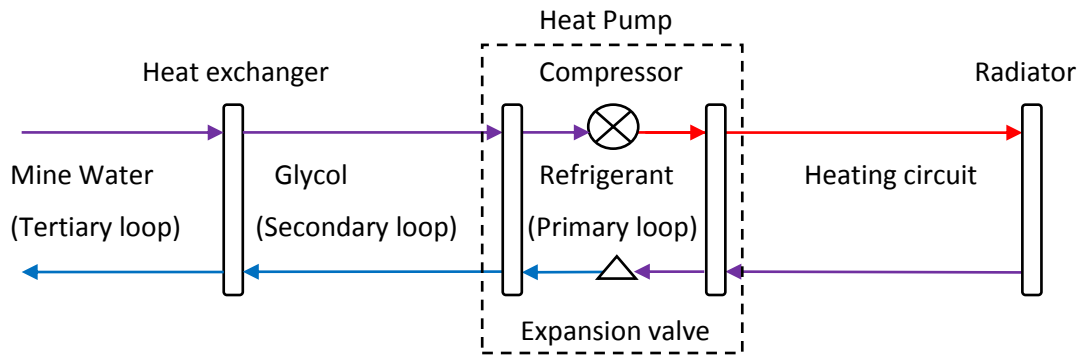 Heat Pump
Heat exchanger
Compressor
Radiator
Mine Water
(Tertiary loop)
Glycol
(Secondary loop)
Refrigerant
(Primary loop)
Heating circuit
Expansion valve